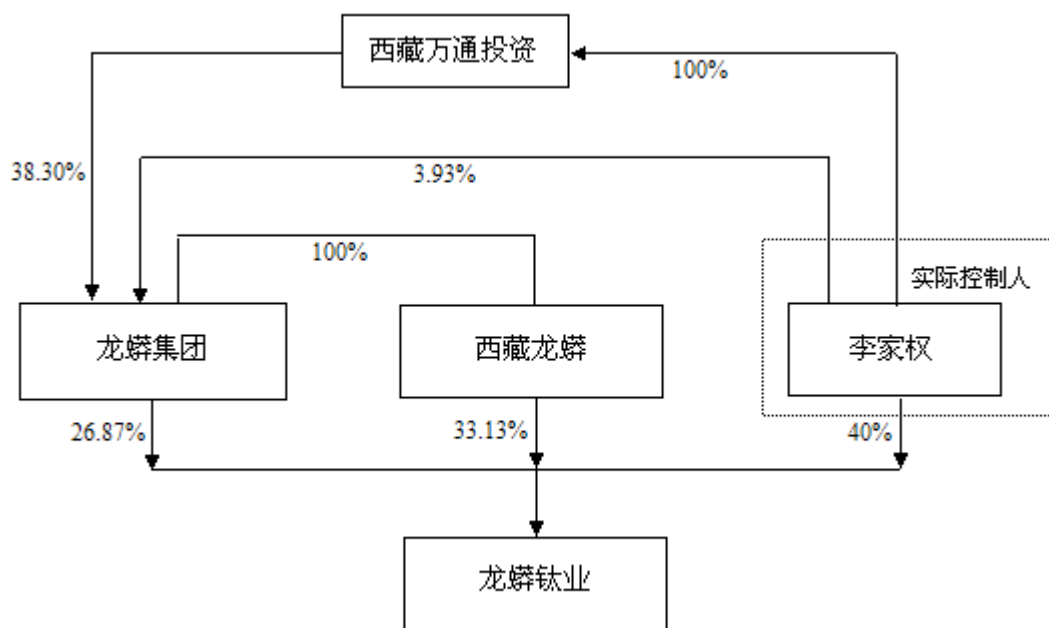 西藏万通投资
100%
38.30%
3.93%
100%
实际控制人
龙蟒集团
西藏龙蟒
李家权
26.87%
33.13%
40%
龙蟒钛业